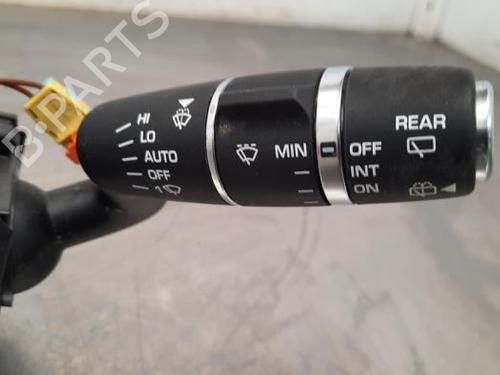 B-PARTS
HI
LO
AUTO
OFF
1
MIN
REAR
OFF
INT
ON